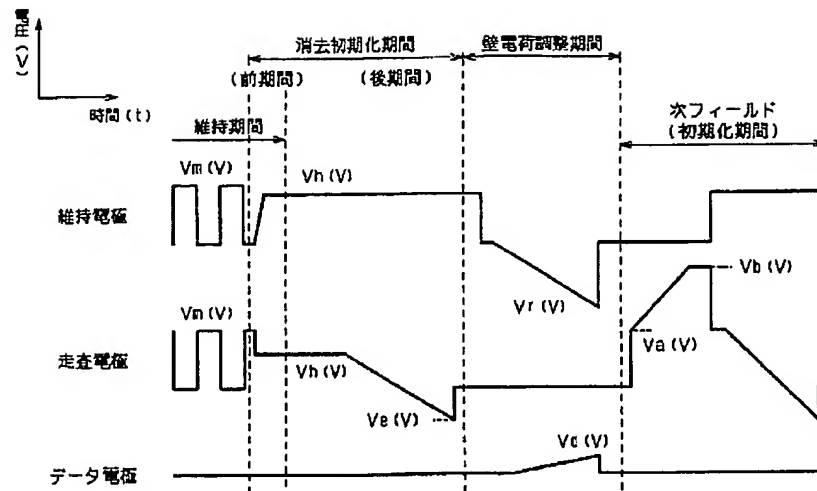 電圧(V)
時間(t)
消去初期化期間
壁電荷調整期間
(前期間)
(後期間)
維持期間
次フィールド
(初期化期間)
Vm(V)
Vh(V)
維持電極
Vr(V)
Vb(V)
Vm(V)
Va(V)
走査電極
Vh(V)
Ve(V)
Vd(V)
データ電極